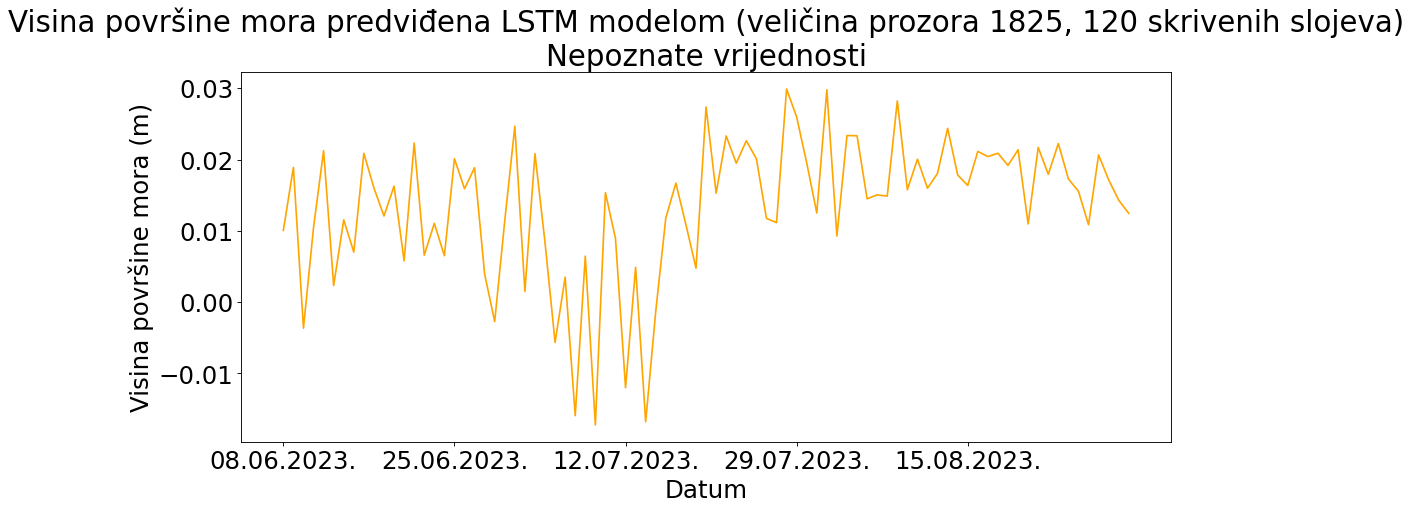 Visina površine mora predviđena LSTM modelom (veličina prozora 1825, 120 skrivenih slojeva)
Nepoznate vrijednosti
Visina površine mora (m)
0.03
0.02
0.01
0.00
−0.01
08.06.2023. 25.06.2023. 12.07.2023. 29.07.2023. 15.08.2023.
Datum